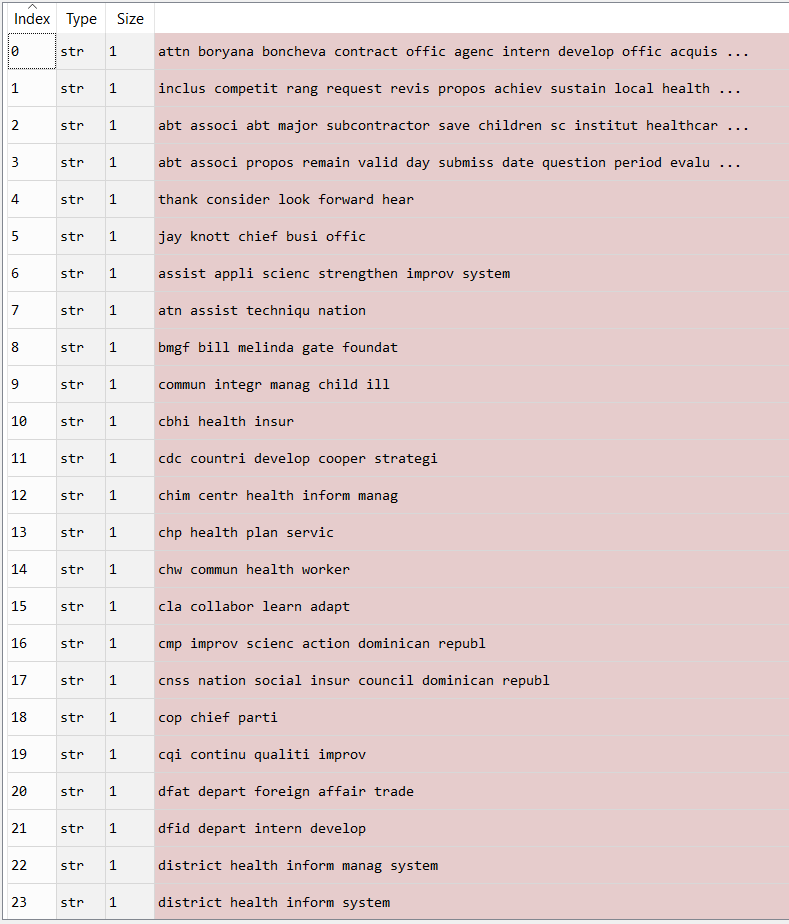 Index Type Size
0 str 1 attn boryana boncheva contract offic agenc intern develop offic acquis ...
1 str 1 inclus competit rang request revis propos achiev sustain local health ...
2 str 1 abt associ abt major subcontractor save children sc institut healthcar ...
3 str 1 abt associ propos remain valid day submiss date question period evalu ...
4 str 1 thank consider look forward hear
5 str 1 jay knott chief busi offic
6 str 1 assist appli scienc strengthen improv system
7 str 1 atn assist techniqu nation
8 str 1 bmgf bill melinda gate foundat
9 str 1 commun integr manag child ill
10 str 1 cbhi health insur
11 str 1 cdc countri develop cooper strategi
12 str 1 chim centr health inform manag
13 str 1 chp health plan servic
14 str 1 chw commun health worker
15 str 1 cla collabor learn adapt
16 str 1 cmp improv scienc action dominican republ
17 str 1 cnss nation social insur council dominican republ
18 str 1 cop chief parti
19 str 1 cqi continu qualiti improv
20 str 1 dfat depart foreign affair trade
21 str 1 dfid depart intern develop
22 str 1 district health inform manag system
23 str 1 district health inform system